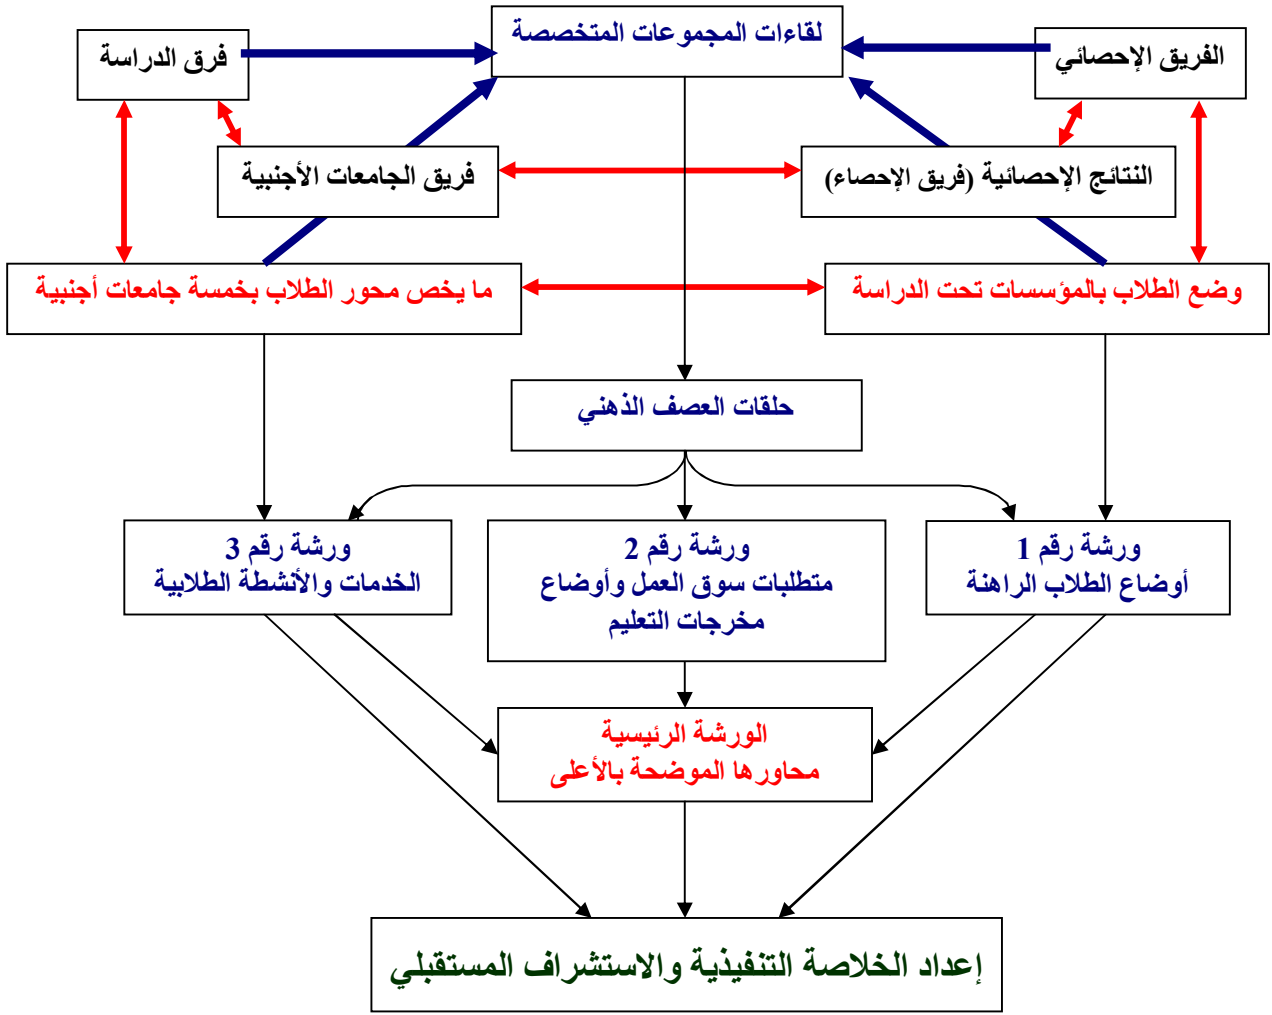 لقاءات المجموعات المتخصصة
الفريق الإحصائي
فرق الدراسة
النتائج الإحصائية (فريق الإحصاء)
فريق الجامعات الأجنبية
وضع الطلاب بالمؤسسات تحت الدراسة
ما يخص محور الطلاب بخمسة جامعات أجنبية
حلقات العصف الذهني
ورشة رقم 1
أوضاع الطلاب الراهنة
ورشة رقم 2
متطلبات سوق العمل وأوضاع
مخرجات التعليم
ورشة رقم 3
الخدمات والأنشطة الطلابية
الورشة الرئيسية
محاورها الموضحة بالأعلى
إعداد الخلاصة التنفيذية والاستشراف المستقبلي